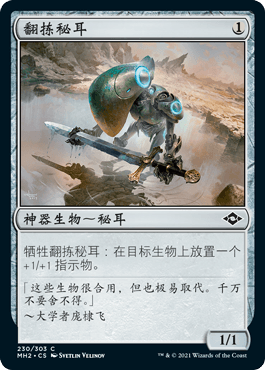 翻拣秘耳
1
神器生物～秘耳
牺牲翻拣秘耳：在目标生物上放置一个
+1/+1 指示物。
「这些生物很合用，但也极易取代。千万
不要舍不得。」
～大学者庞棣飞
1/1
230/303 C
MH2 • CS SVETLIN VELINOV
™ & © 2021 Wizards of the Coast